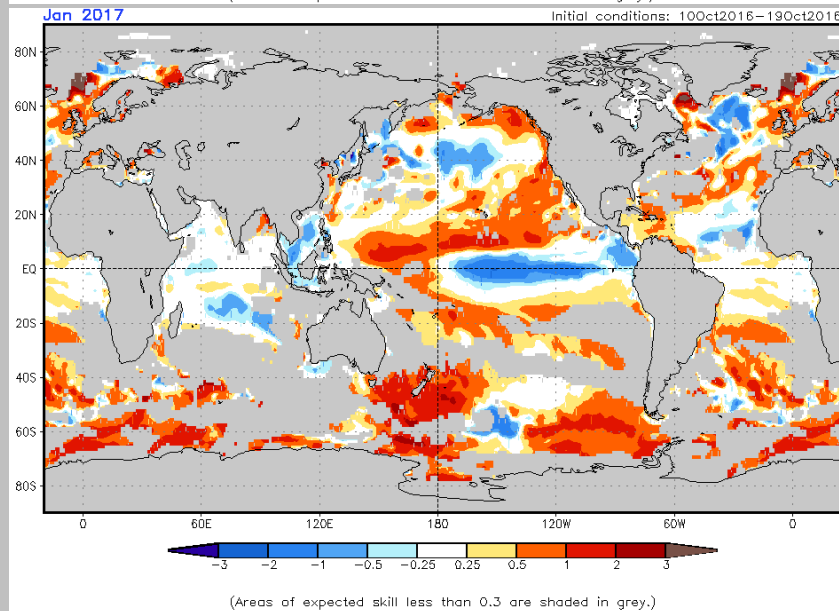 Jan 2017 Initial conditions: 10Oct2016-19Oct2016
80N
60N
40N
20N
EQ
20S
40S
60S
80S
0 60E 120E 180 120W 60W 0
-3 -2 -1 -0.5 -0.25 0.25 0.5 1 2 3
(Areas of expected skill less than 0.3 are shaded in grey.)